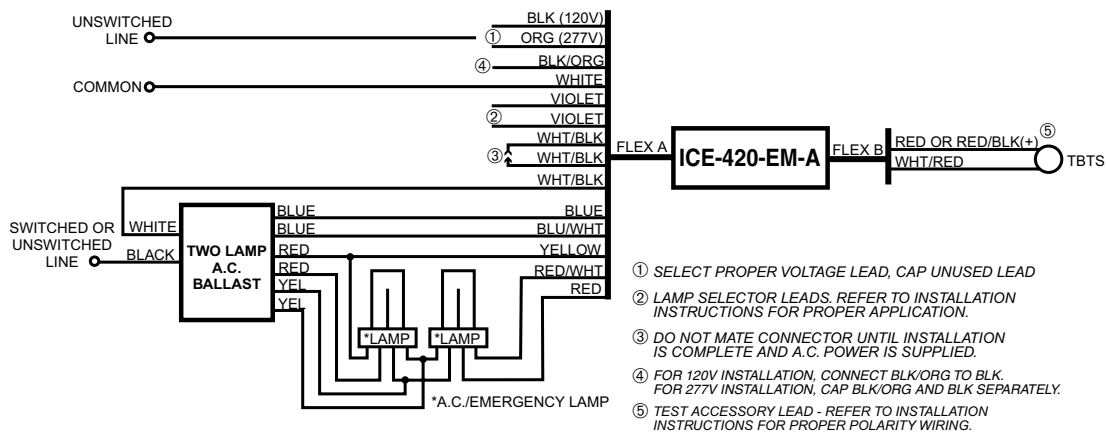 UNSWITCHED
LINE
① BLK (120V)
ORG (277V)
④ BLK/ORG
COMMON
WHITE
VIOLET
② VIOLET
WHT/BLK
③ WHT/BLK
WHT/BLK
FLEX A
ICE-420-EM-A
FLEX B
RED OR RED/BLK(+)
WHT/RED
⑤
TBTS
SWITCHED OR
UNSWITCHED
LINE
WHITE
BLACK
TWO LAMP
A.C.
BALLAST
BLUE
BLUE
RED
RED
YEL
YEL
BLUE
BLU/WHT
YELLOW
RED/WHT
RED
*LAMP
*LAMP
*A.C./EMERGENCY LAMP
① SELECT PROPER VOLTAGE LEAD, CAP UNUSED LEAD
② LAMP SELECTOR LEADS. REFER TO INSTALLATION
INSTRUCTIONS FOR PROPER APPLICATION.
③ DO NOT MATE CONNECTOR UNTIL INSTALLATION
IS COMPLETE AND A.C. POWER IS SUPPLIED.
④ FOR 120V INSTALLATION, CONNECT BLK/ORG TO BLK.
FOR 277V INSTALLATION, CAP BLK/ORG AND BLK SEPARATELY.
⑤ TEST ACCESSORY LEAD - REFER TO INSTALLATION
INSTRUCTIONS FOR PROPER POLARITY WIRING.